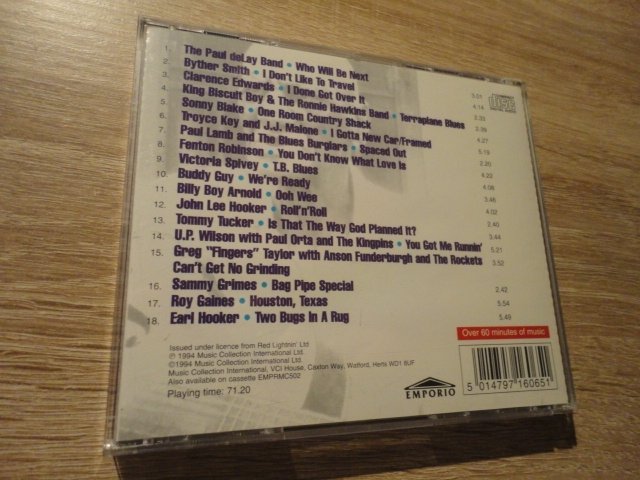 1. The Paul deLay Band • Who Will Be Next 3.01
2. Byther Smith • I Don't Like To Travel 4.14
3. Clarence Edwards • I Done Got Over It 3.33
4. King Biscuit Boy & The Ronnie Hawkins Band • Terraplane Blues 3.39
5. Sonny Blake • One Room Country Shack 4.27
6. Troyce Key and J.J. Malone • I Gotta New Car/Framed 5.19
7. Paul Lamb and The Blues Burglars • Spaced Out 2.20
8. Fenton Robinson • You Don't Know What Love Is 4.23
9. Victoria Spivey • T.B. Blues 4.08
10. Buddy Guy • We're Ready 3.46
11. Billy Boy Arnold • Ooh Wee 4.02
12. John Lee Hooker • Roll'n'Roll 2.40
13. Tommy Tucker • Is That The Way God Planned It? 3.44
14. U.P. Wilson with Paul Orta and The Kingpins • You Got Me Runnin' 5.21
15. Greg "Fingers" Taylor with Anson Funderburgh and The Rockets 3.52
Can't Get No Grinding
16. Sammy Grimes • Bag Pipe Special 2.42
17. Roy Gaines • Houston, Texas 5.54
18. Earl Hooker • Two Bugs In A Rug 5.49
Over 60 minutes of music
Issued under licence from Red Lightnin' Ltd
℗ 1994 Music Collection International Ltd.
©1994 Music Collection International Ltd.
Music Collection International, VCI House, Caxton Way, Watford, Herts WD1 8UF
Also available on cassette EMPRMC502
Playing time: 71.20
EMPORIO
5 014797 160651